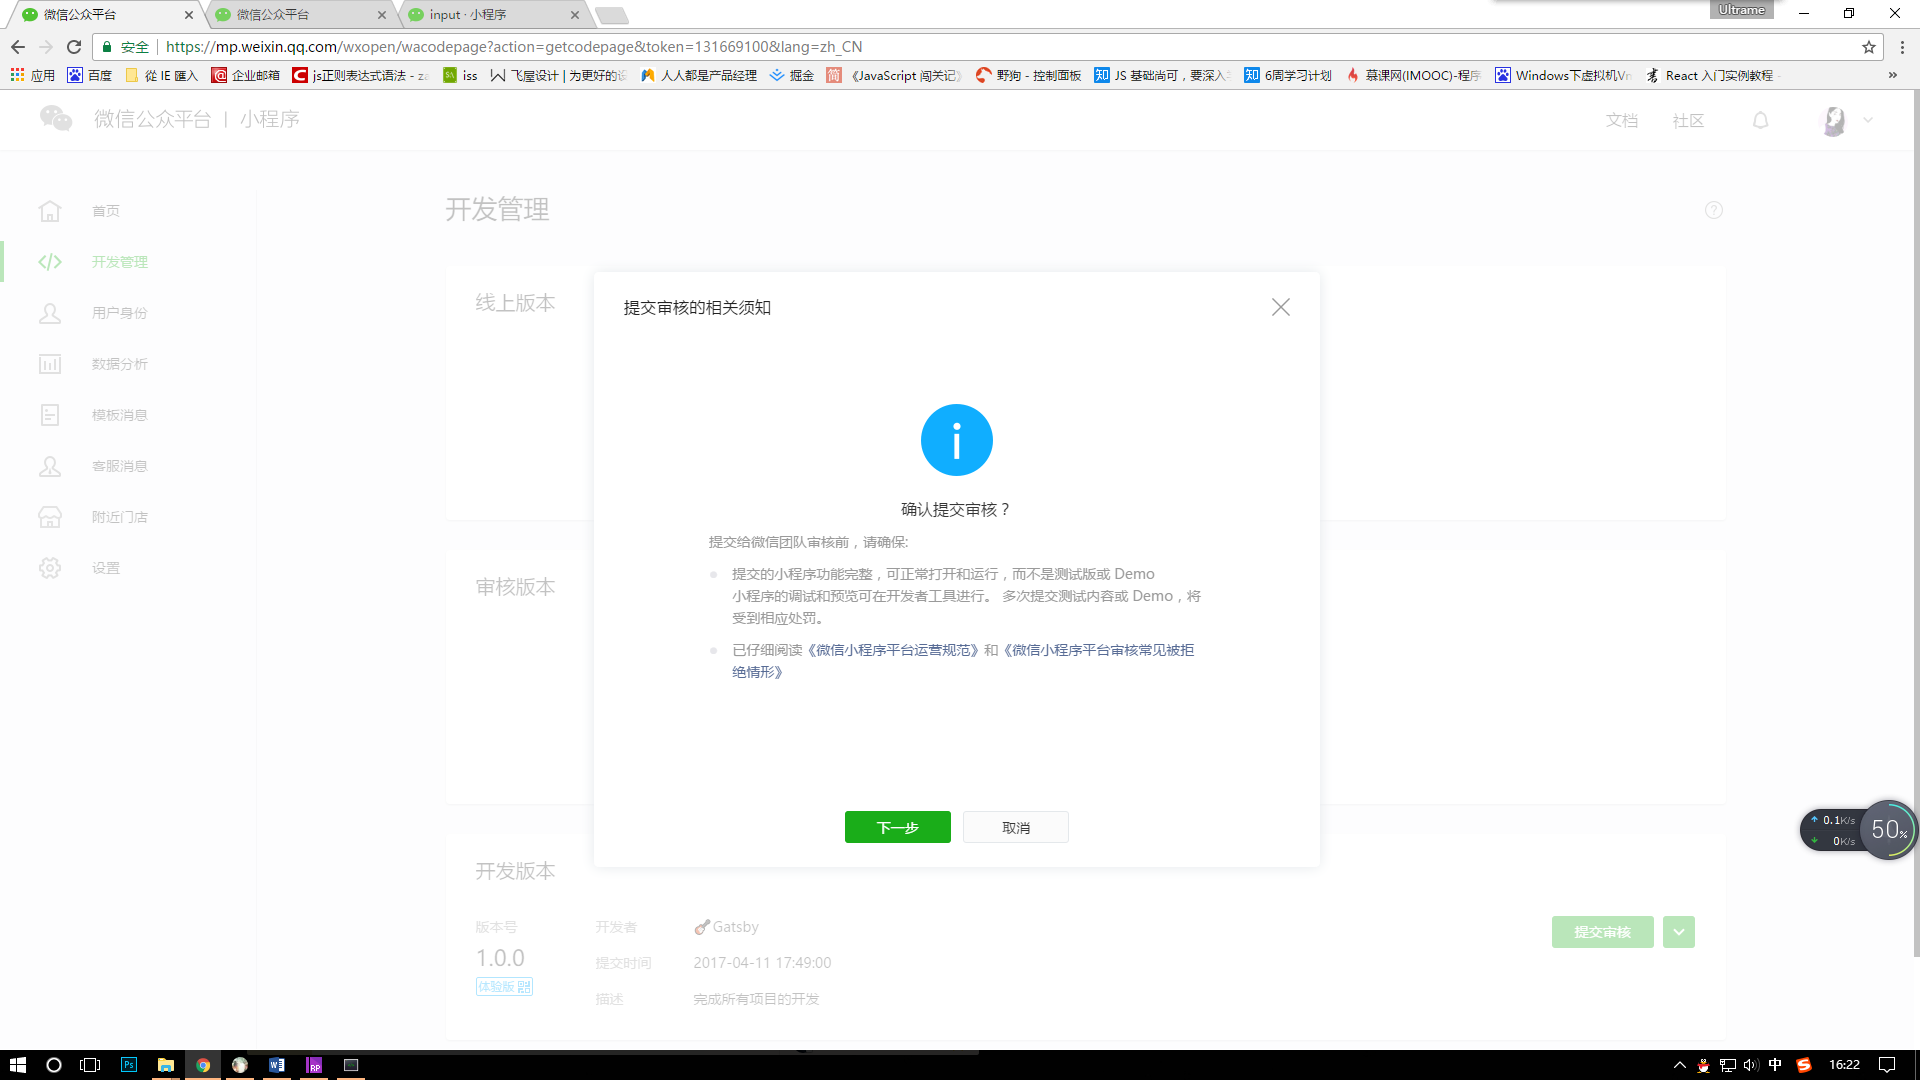 微信公众平台
微信公众平台
input · 小程序
Ultrame
安全
https://mp.weixin.qq.com/wxopen/wacodepage?action=getcodepage&token=131669100&lang=zh_CN
应用
百度
從 IE 匯入
企业邮箱
js正则表达式语法 - za
iss
飞屋设计 | 为更好的设
人人都是产品经理
掘金
《JavaScript 闯关记》
野狗 - 控制面板
JS 基础尚可，要深入
6周学习计划
慕课网(IMOOC)-程序
Windows下虚拟机Vm
React 入门实例教程 -
微信公众平台 | 小程序
文档
社区
首页
开发管理
用户身份
数据分析
模板消息
客服消息
附近门店
设置
开发管理
线上版本
提交审核的相关须知
确认提交审核？
提交给微信团队审核前，请确保:
提交的小程序功能完整，可正常打开和运行，而不是测试版或 Demo
小程序的调试和预览可在开发者工具进行。 多次提交测试内容或 Demo，将
受到相应处罚。
已仔细阅读《微信小程序平台运营规范》和《微信小程序平台审核常见被拒
绝情形》
下一步
取消
审核版本
开发版本
版本号
1.0.0
体验版
开发者
Gatsby
提交时间
2017-04-11 17:49:00
描述
完成所有项目的开发
提交审核
0.1K/s
0K/s
50%
中
16:22